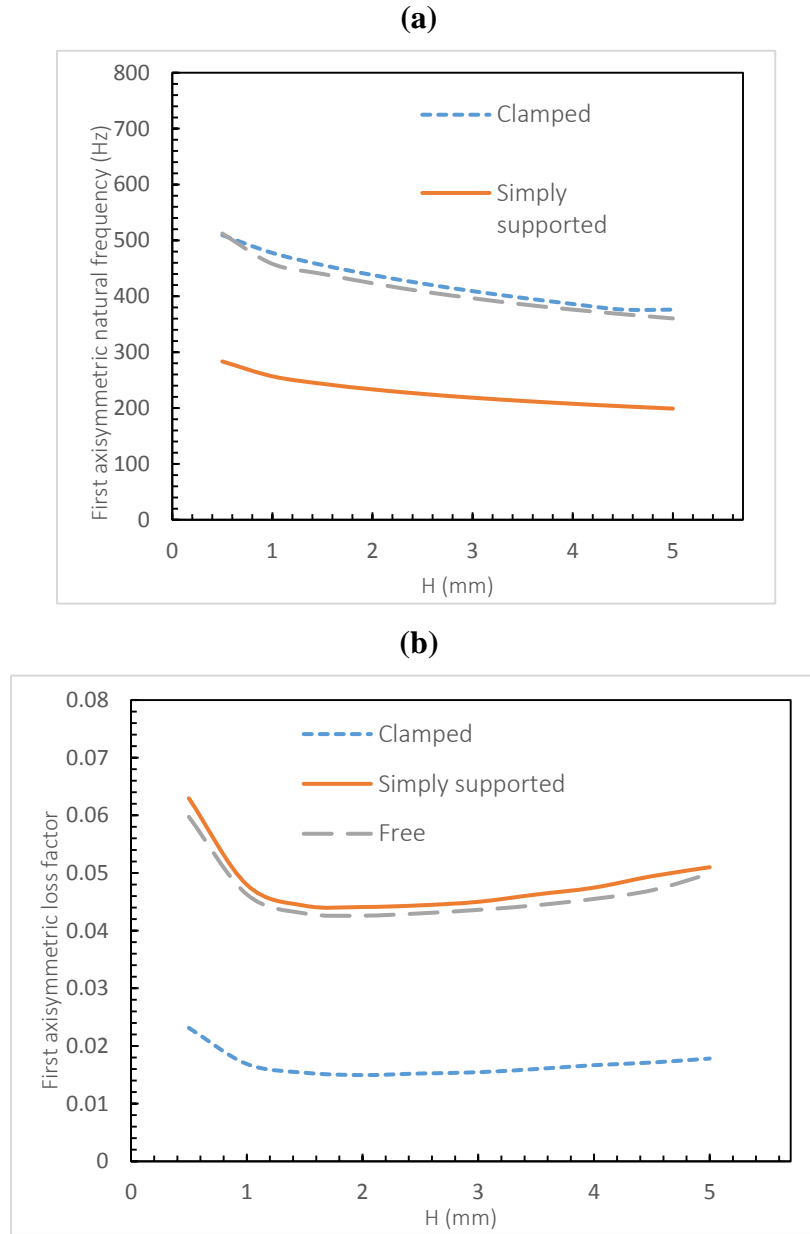 (a)
First axisymmetric natural frequency (Hz)
800
700
600
500
400
300
200
100
0
0 1 2 3 4 5
H (mm)
Clamped
Simply
supported
(b)
First axisymmetric loss factor
0.08
0.07
0.06
0.05
0.04
0.03
0.02
0.01
0
0 1 2 3 4 5
H (mm)
Clamped
Simply supported
Free